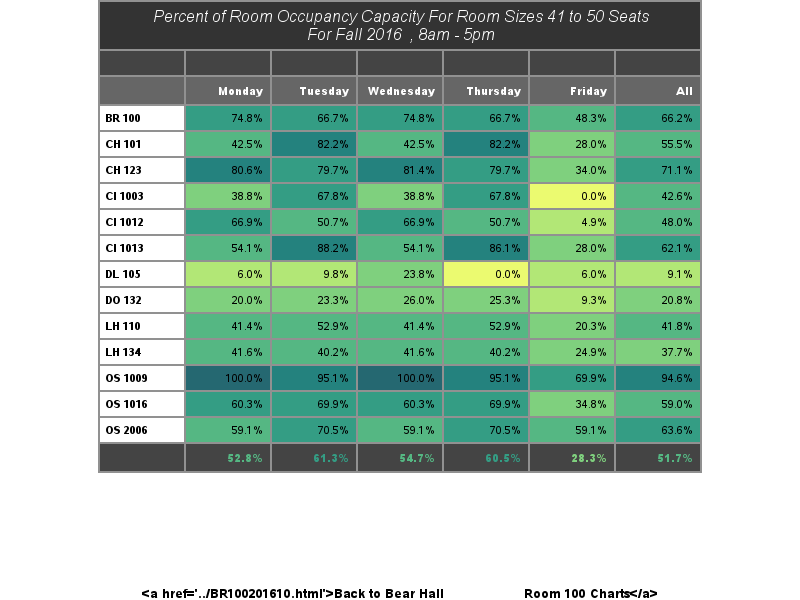 Percent of Room Occupancy Capacity For Room Sizes 41 to 50 Seats
For Fall 2016 , 8am - 5pm
Monday Tuesday Wednesday Thursday Friday All
BR 100 74.8% 66.7% 74.8% 66.7% 48.3% 66.2%
CH 101 42.5% 82.2% 42.5% 82.2% 28.0% 55.5%
CH 123 80.6% 79.7% 81.4% 79.7% 34.0% 71.1%
CI 1003 38.8% 67.8% 38.8% 67.8% 0.0% 42.6%
CI 1012 66.9% 50.7% 66.9% 50.7% 4.9% 48.0%
CI 1013 54.1% 88.2% 54.1% 86.1% 28.0% 62.1%
DL 105 6.0% 9.8% 23.8% 0.0% 6.0% 9.1%
DO 132 20.0% 23.3% 26.0% 25.3% 9.3% 20.8%
LH 110 41.4% 52.9% 41.4% 52.9% 20.3% 41.8%
LH 134 41.6% 40.2% 41.6% 40.2% 24.9% 37.7%
OS 1009 100.0% 95.1% 100.0% 95.1% 69.9% 94.6%
OS 1016 60.3% 69.9% 60.3% 69.9% 34.8% 59.0%
OS 2006 59.1% 70.5% 59.1% 70.5% 59.1% 63.6%
52.8% 61.3% 54.7% 60.5% 28.3% 51.7%
<a href='../BR100201610.html'>Back to Bear Hall Room 100 Charts</a>